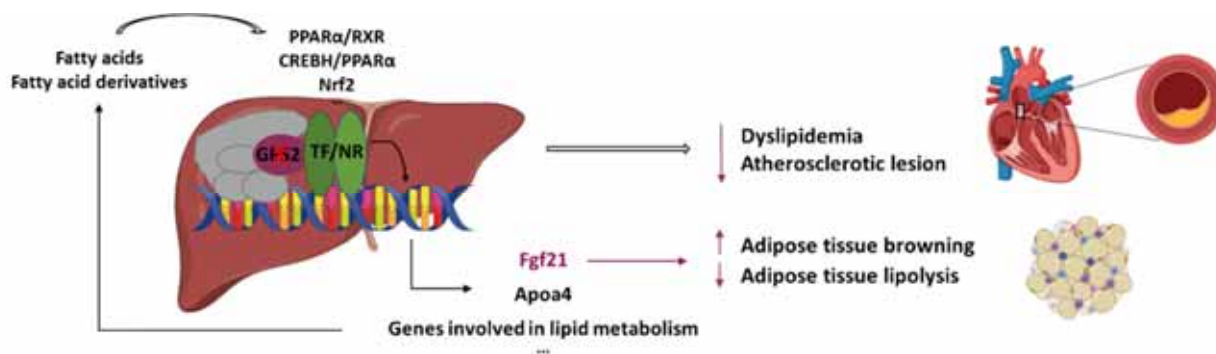 PPARα/RXR
CREBH/PPARα
Nrf2
Fatty acids
Fatty acid derivatives
TF/NR
Dyslipidemia
Atherosclerotic lesion
Fgf21
Adipose tissue browning
Adipose tissue lipolysis
Apoa4
Genes involved in lipid metabolism
...